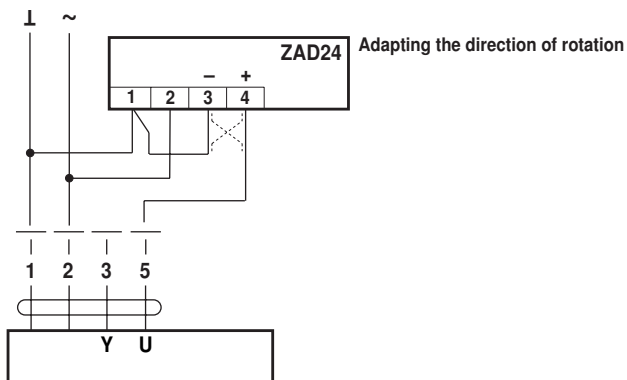 ⊥ ~
ZAD24
Adapting the direction of rotation
– +
1 2 3 4
1 2 3 5
Y U